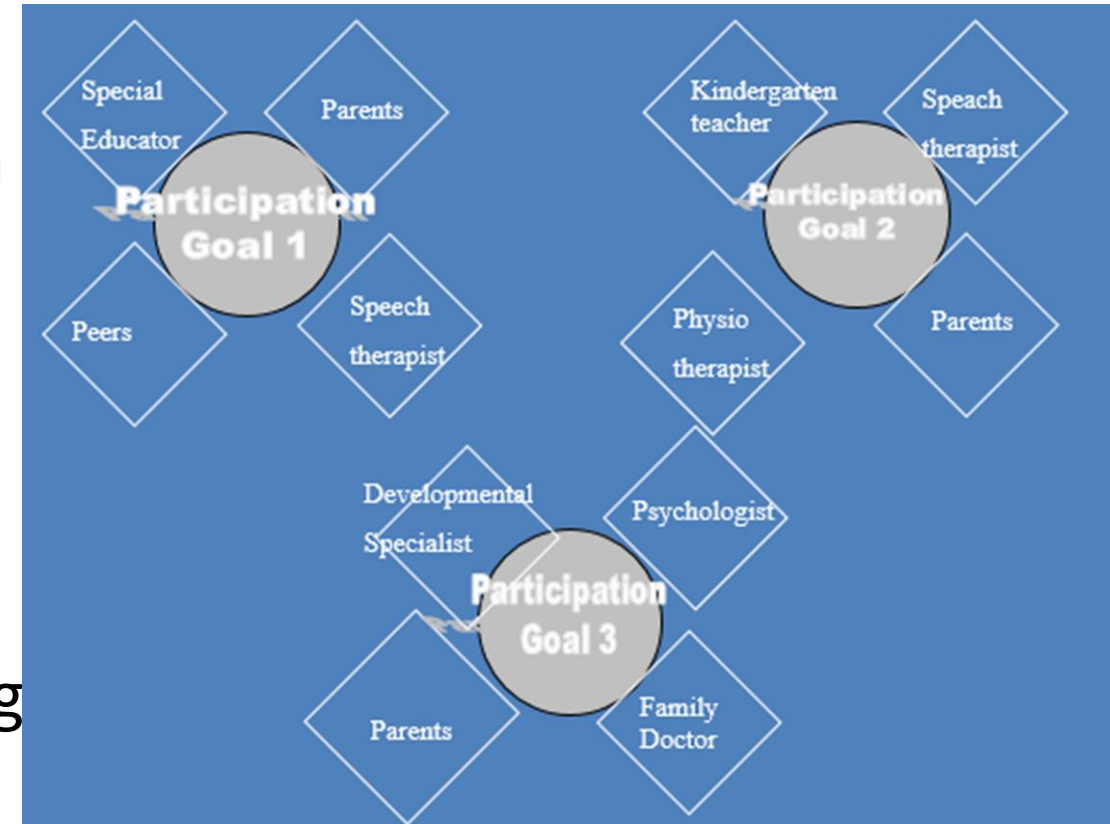 Special
Educator
Parents
Participation
Goal 1
Peers
Speech
therapist
Kindergarten
teacher
Speach
therapist
Participation
Goal 2
Physio
therapist
Parents
Developmental
Specialist
Psychologist
Participation
Goal 3
Parents
Family
Doctor
g